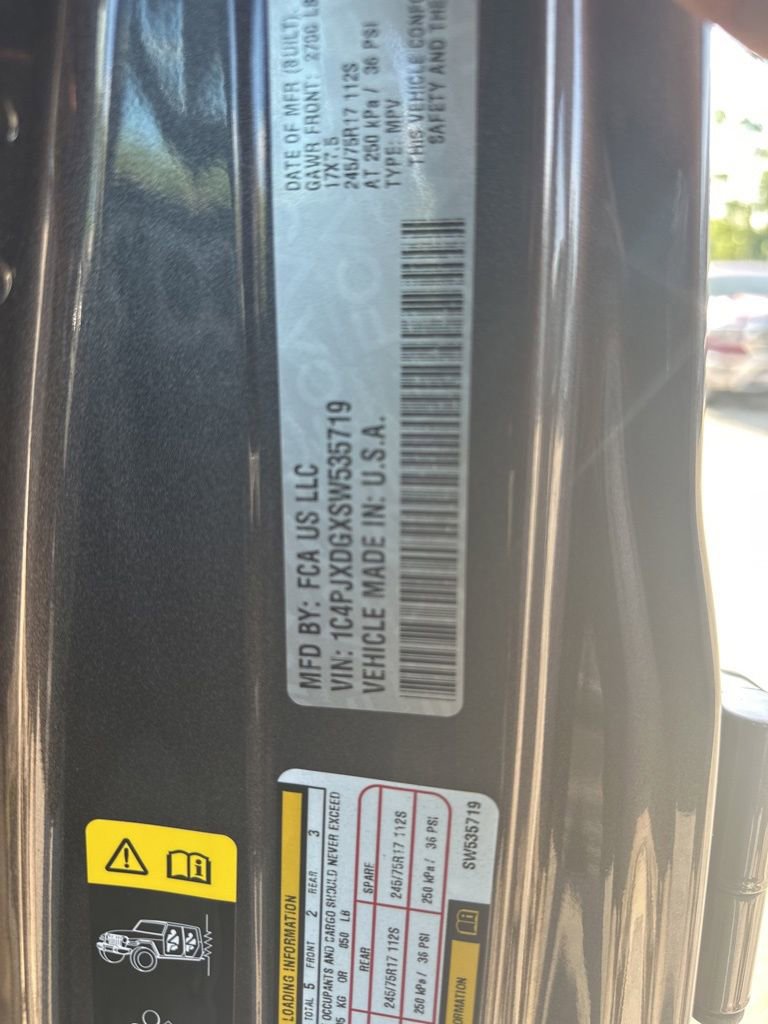 MFD BY: FCA US LLC
VIN: 1C4PJXDGXSW535719
VEHICLE MADE IN: U.S.A.
DATE OF MFR (BUILT)
GAWR FRONT: 2700 LB
17X7.5
245/75R17 112S
AT 250 kPa / 36 PSI
TYPE: MPV
THIS VEHICLE CONF
SAFETY AND THE
LOADING INFORMATION
TOTAL 5 FRONT 2 REAR 3
OCCUPANTS AND CARGO SHOULD NEVER EXCEED
KG OR 850 LB
REAR SPARE
245/75R17 112S 245/75R17 112S
250 kPa / 36 PSI 250 kPa / 36 PSI
ORMATION
SW535719